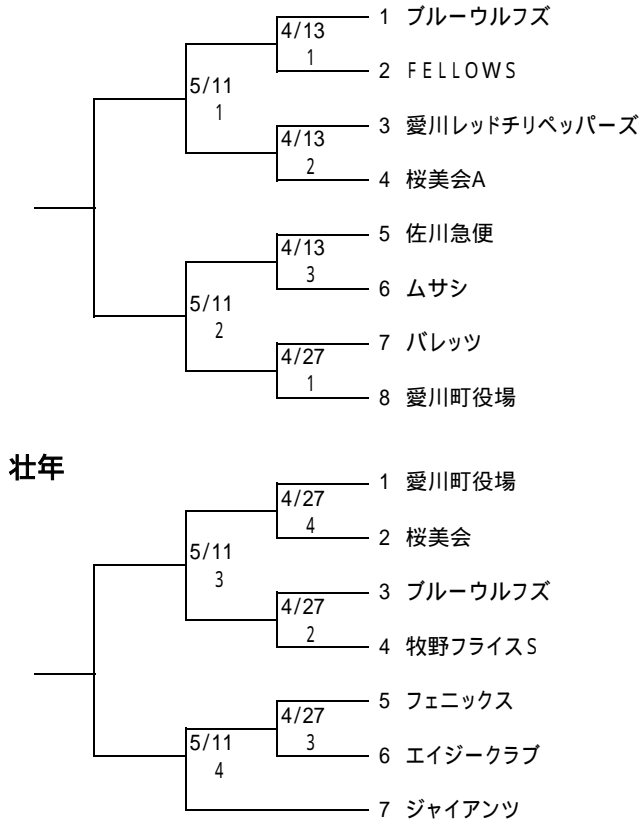 4/13 1 ブルーウルフズ
1
2 FELLOWS
5/11
1
3 愛川レッドチリペッパーズ
4/13
2
4 桜美会A
5 佐川急便
4/13
3
6 ムサシ
5/11
2
7 バレッツ
4/27
1
8 愛川町役場
壮年
1 愛川町役場
4/27
4
2 桜美会
5/11
3
3 ブルーウルフズ
4/27
2
4 牧野フライスS
5 フェニックス
4/27
3
6 エイジークラブ
5/11
4
7 ジャイアンツ